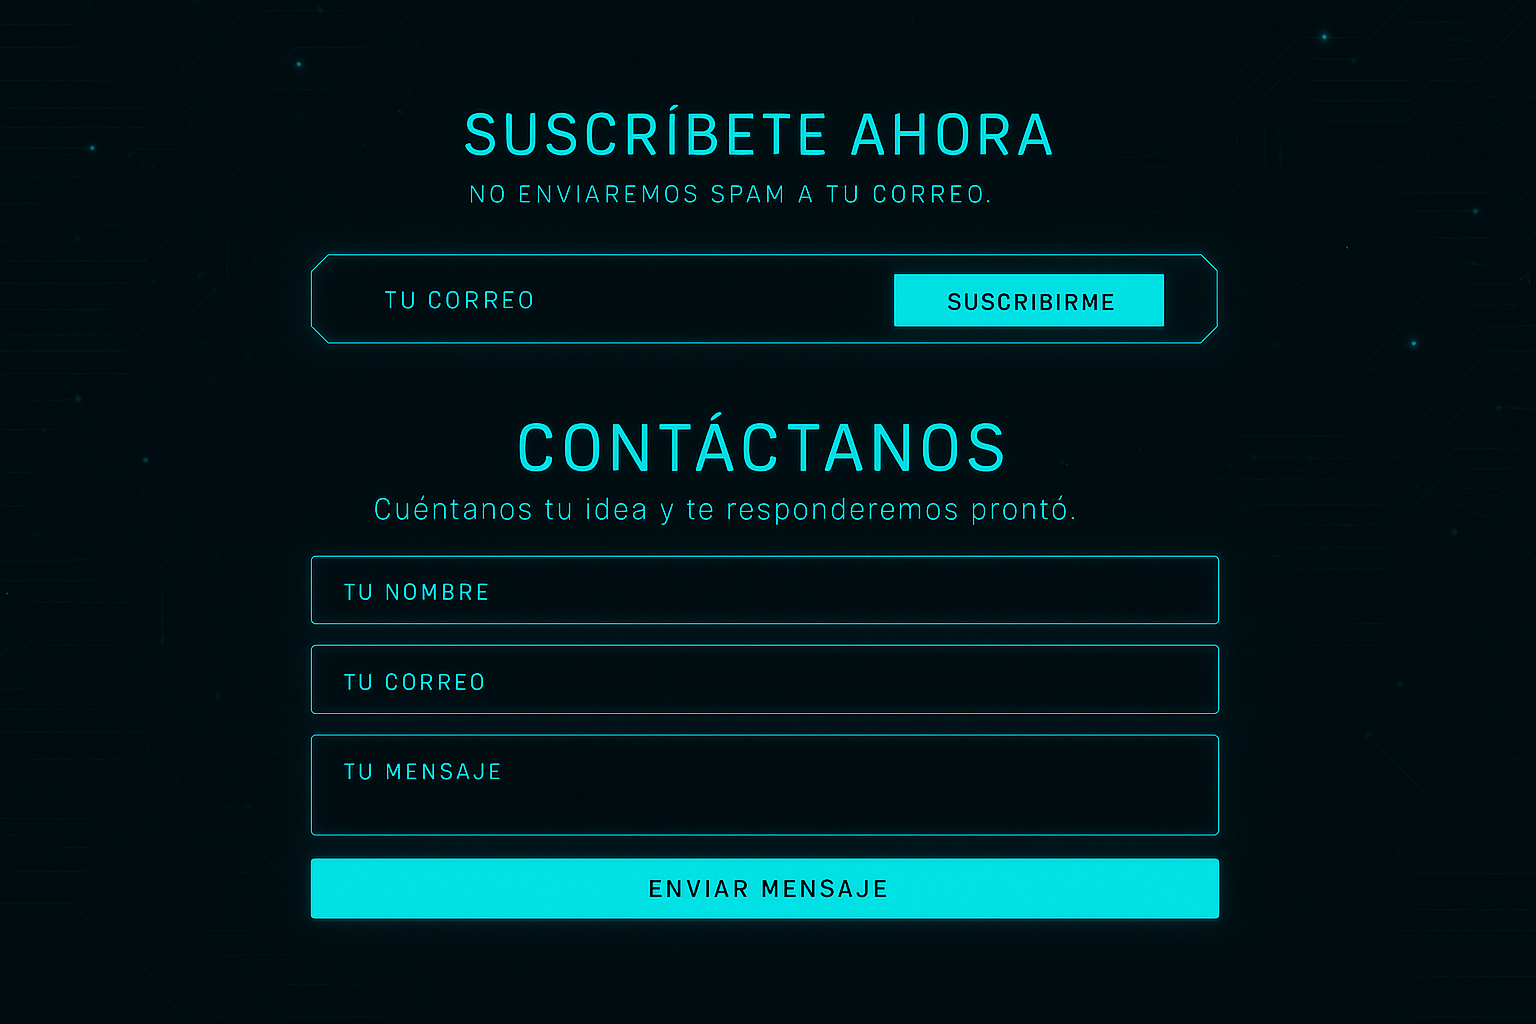 SUSCRÍBETE AHORA
NO ENVIAREMOS SPAM A TU CORREO.
TU CORREO
SUSCRIBIRME
CONTÁCTANOS
Cuéntanos tu idea y te responderemos prontó.
TU NOMBRE
TU CORREO
TU MENSAJE
ENVIAR MENSAJE